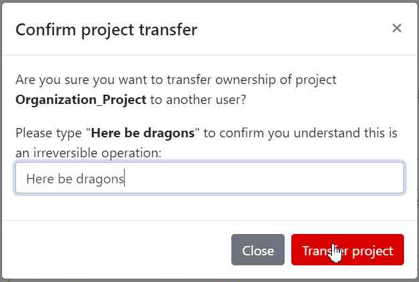 Confirm project transfer ×
Are you sure you want to transfer ownership of project
Organization_Project to another user?
Please type "Here be dragons" to confirm you understand this is
an irreversible operation:
Here be dragons
Close Transfer project